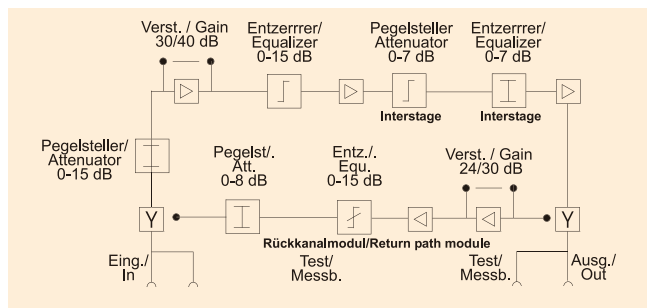 Verst. / Gain
30/40 dB
Entzerrrer/
Equalizer
0-15 dB
Pegelsteller
Attenuator
0-7 dB
Entzerrrer/
Equalizer
0-7 dB
Interstage
Interstage
Pegelsteller/
Attenuator
0-15 dB
Pegelst/.
Att.
0-8 dB
Entz./.
Equ.
0-15 dB
Verst. / Gain
24/30 dB
Y
Y
Rückkanalmodul/Return path module
Eing./
In
Test/
Messb.
Test/
Messb.
Ausg./
Out